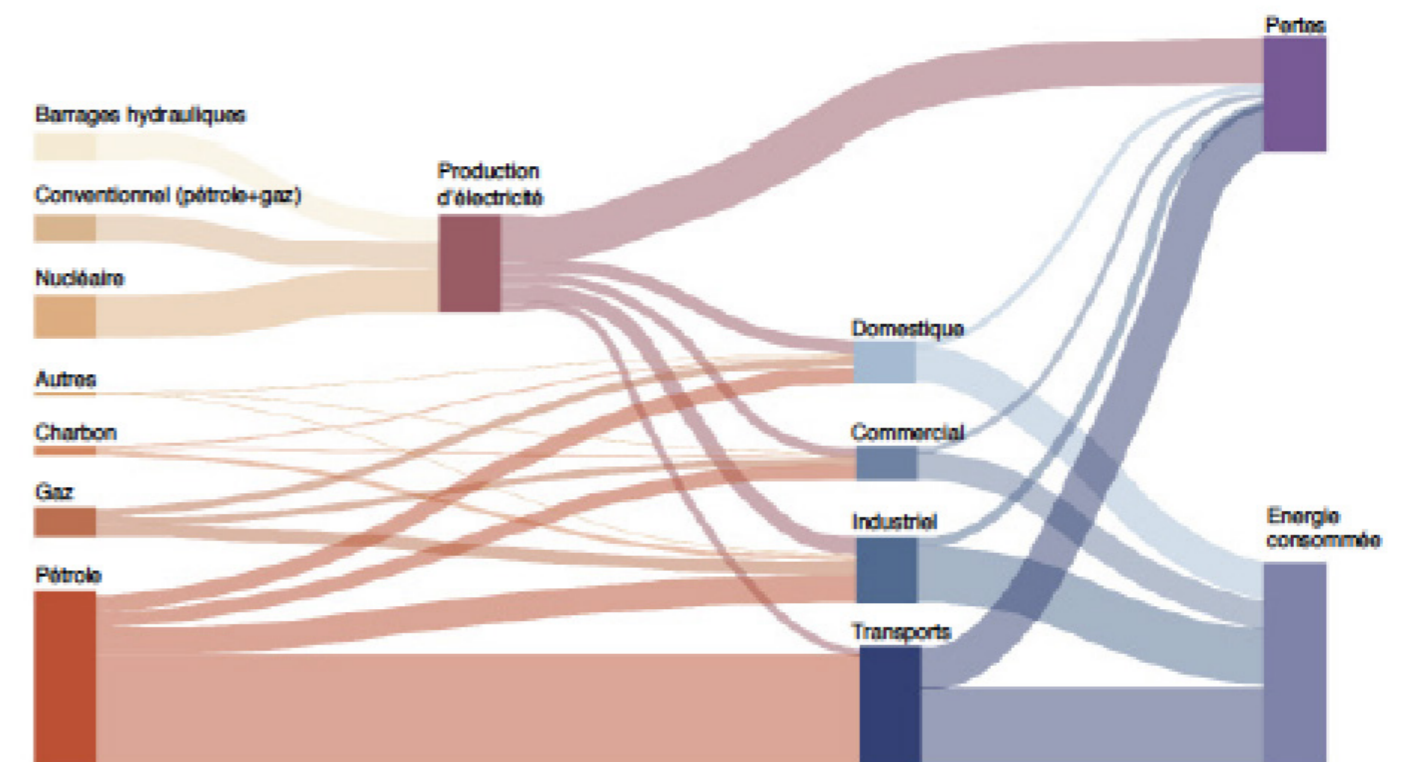 Pertes
Barrages hydrauliques
Production
d'électricité
Conventionnel (pétrole+gaz)
Nucléaire
Domestique
Autres
Charbon
Commercial
Gaz
Industriel
Energie
consommée
Pétrole
Transports